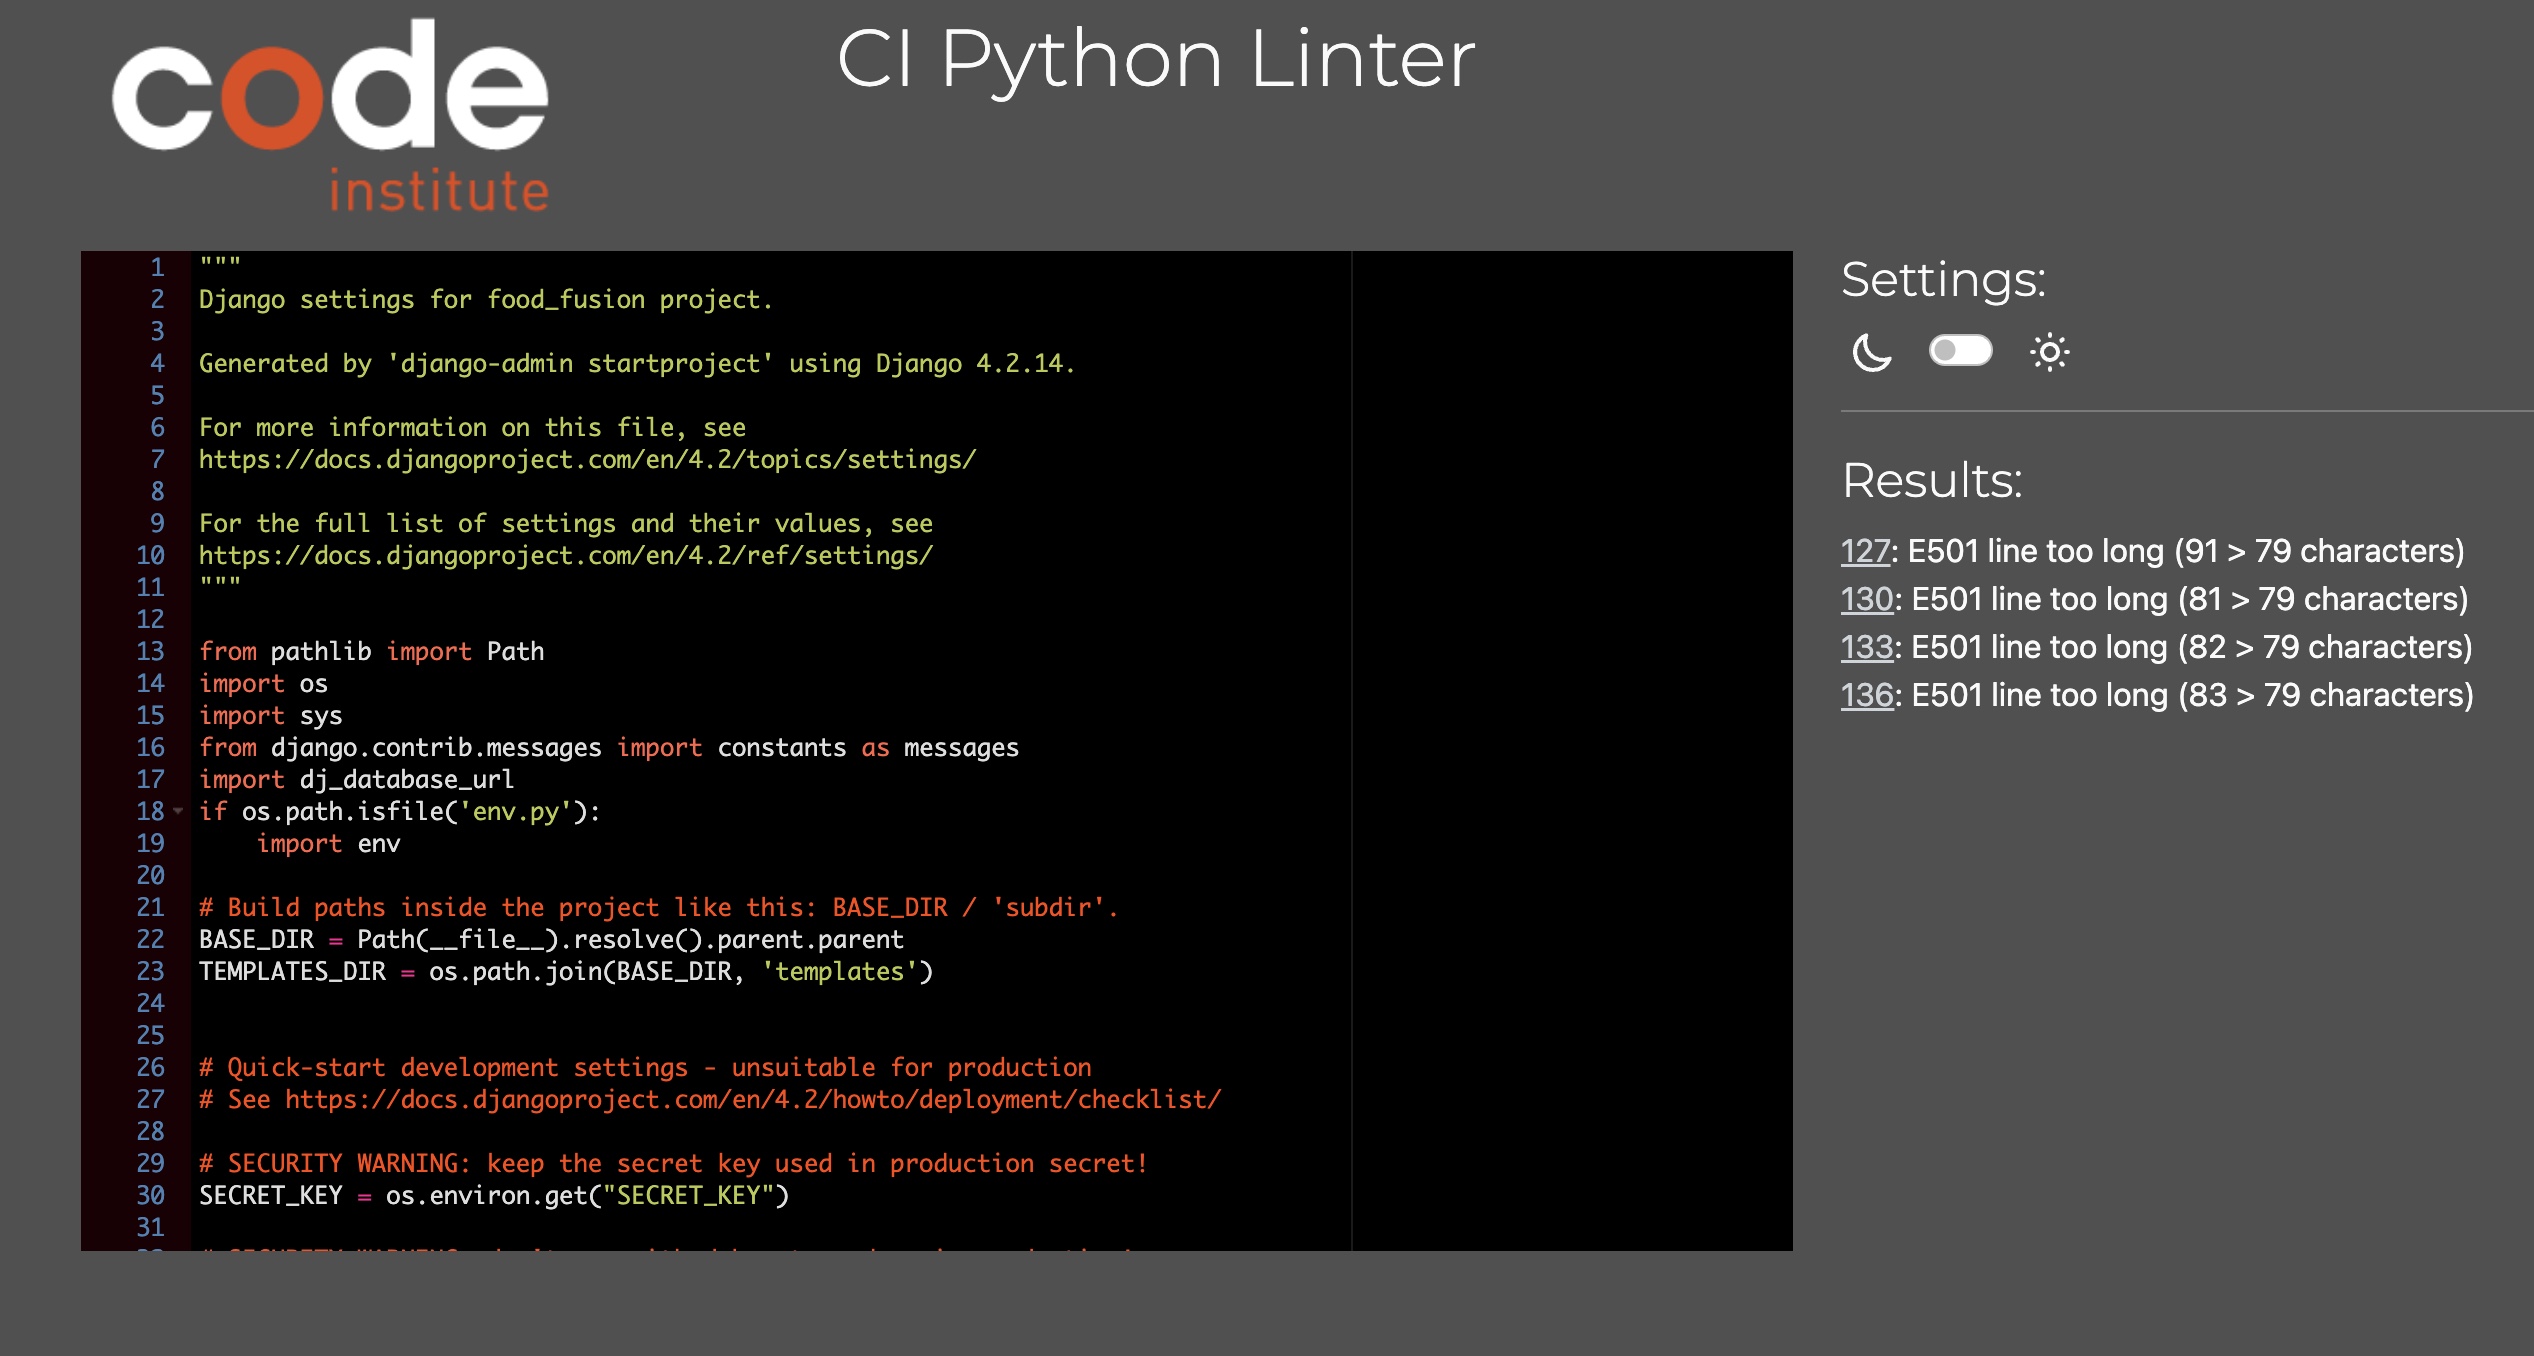 code
institute
CI Python Linter
1 """
2 Django settings for food_fusion project.
3
4 Generated by 'django-admin startproject' using Django 4.2.14.
5
6 For more information on this file, see
7 https://docs.djangoproject.com/en/4.2/topics/settings/
8
9 For the full list of settings and their values, see
10 https://docs.djangoproject.com/en/4.2/ref/settings/
11 """
12
13 from pathlib import Path
14 import os
15 import sys
16 from django.contrib.messages import constants as messages
17 import dj_database_url
18 if os.path.isfile('env.py'):
19     import env
20
21 # Build paths inside the project like this: BASE_DIR / 'subdir'.
22 BASE_DIR = Path(__file__).resolve().parent.parent
23 TEMPLATES_DIR = os.path.join(BASE_DIR, 'templates')
24
25
26 # Quick-start development settings - unsuitable for production
27 # See https://docs.djangoproject.com/en/4.2/howto/deployment/checklist/
28
29 # SECURITY WARNING: keep the secret key used in production secret!
30 SECRET_KEY = os.environ.get("SECRET_KEY")
31
Settings:
Results:
127: E501 line too long (91 > 79 characters)
130: E501 line too long (81 > 79 characters)
133: E501 line too long (82 > 79 characters)
136: E501 line too long (83 > 79 characters)